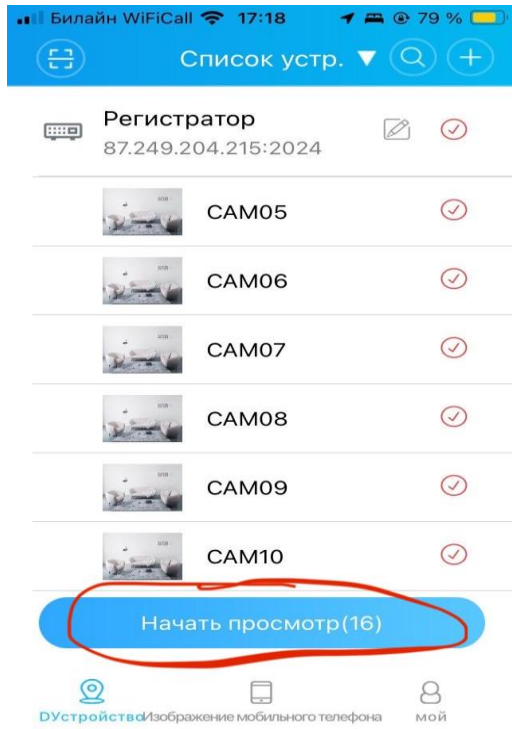 Билайн WiFiCall 17:18 79 %
Список устр. ▼
Регистратор
87.249.204.215:2024
CAM05
CAM06
CAM07
CAM08
CAM09
CAM10
Начать просмотр(16)
DУстройство Изображение мобильного телефона мой